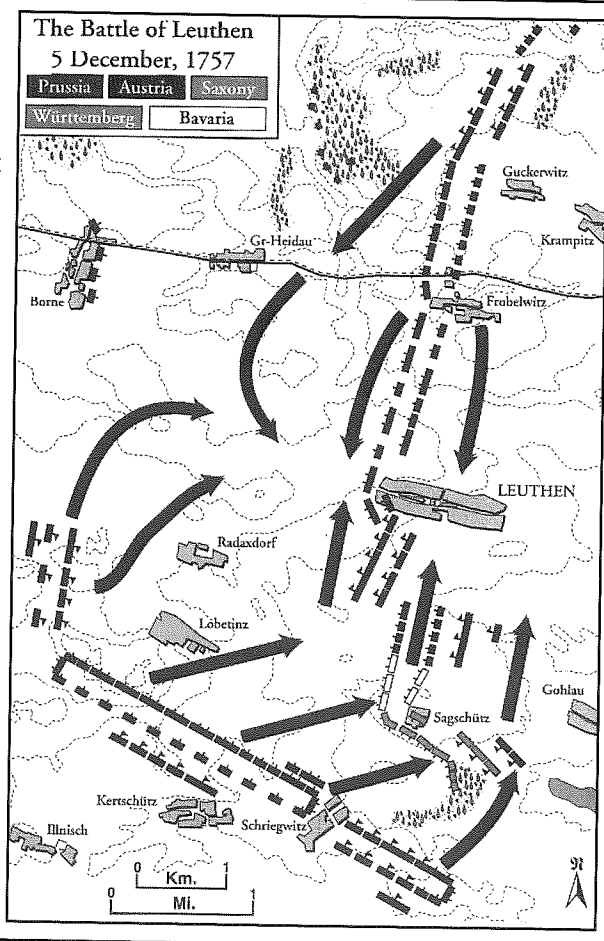 The Battle of Leuthen
5 December, 1757
Prussia Austria Saxony
Württemberg Bavaria
Guckerwitz
Krampitz
Gr-Heidau
Borne
Frobelwitz
LEUTHEN
Radaxdorf
Lobetinz
Gohlau
Sagschütz
Kertschütz
Schriegwitz
Illnisch
0 1
Km.
0 1
Mi.
N